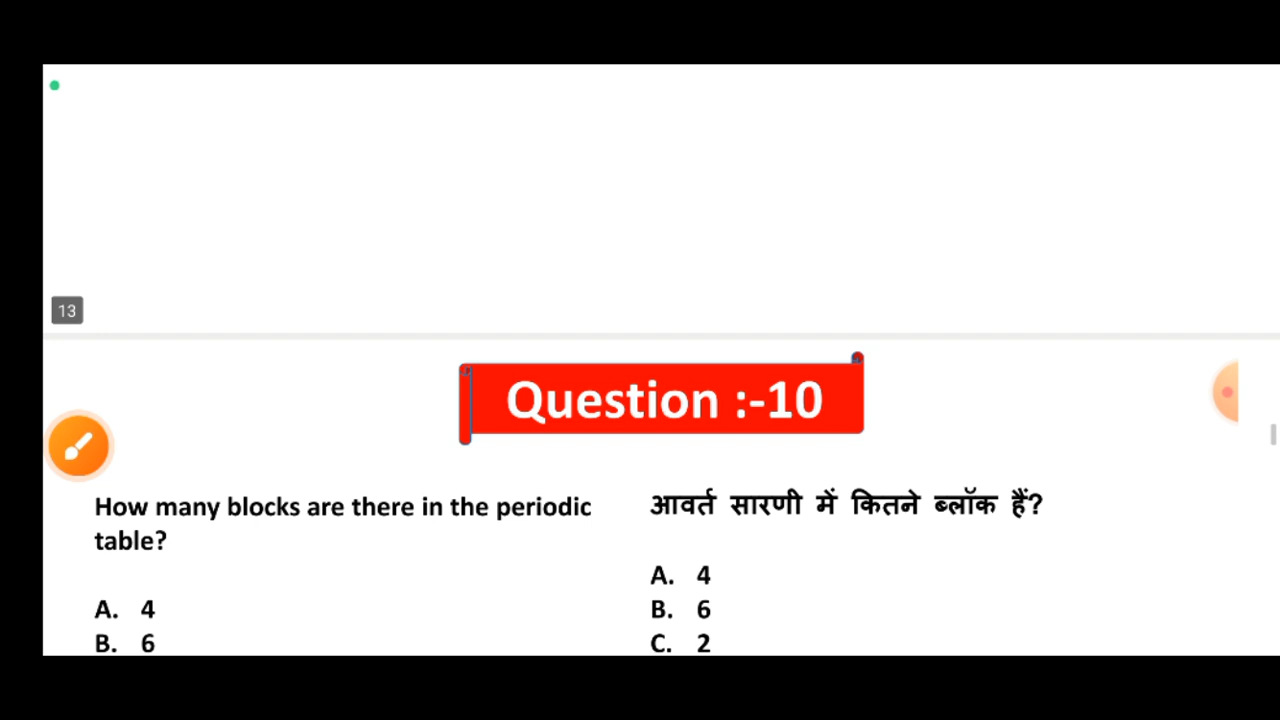 13
Question :-10
How many blocks are there in the periodic
table?
A. 4
B. 6
आवर्त सारणी में कितने ब्लॉक हैं?
A. 4
B. 6
C. 2